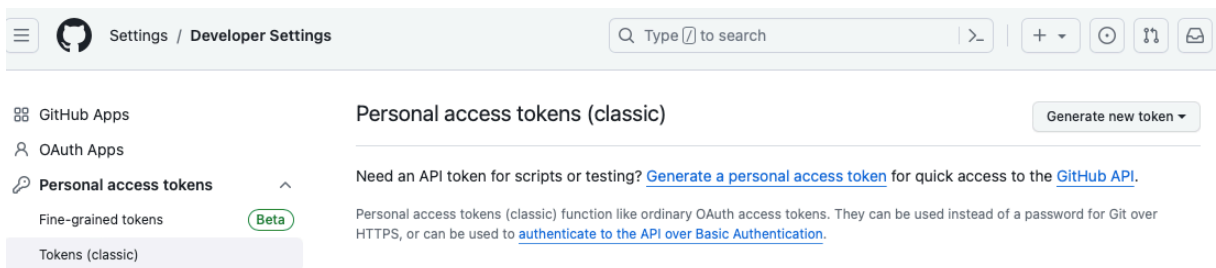 Settings / Developer Settings
Type / to search
GitHub Apps
OAuth Apps
Personal access tokens
Fine-grained tokens Beta
Tokens (classic)
Personal access tokens (classic)
Generate new token
Need an API token for scripts or testing? Generate a personal access token for quick access to the GitHub API.
Personal access tokens (classic) function like ordinary OAuth access tokens. They can be used instead of a password for Git over
HTTPS, or can be used to authenticate to the API over Basic Authentication.